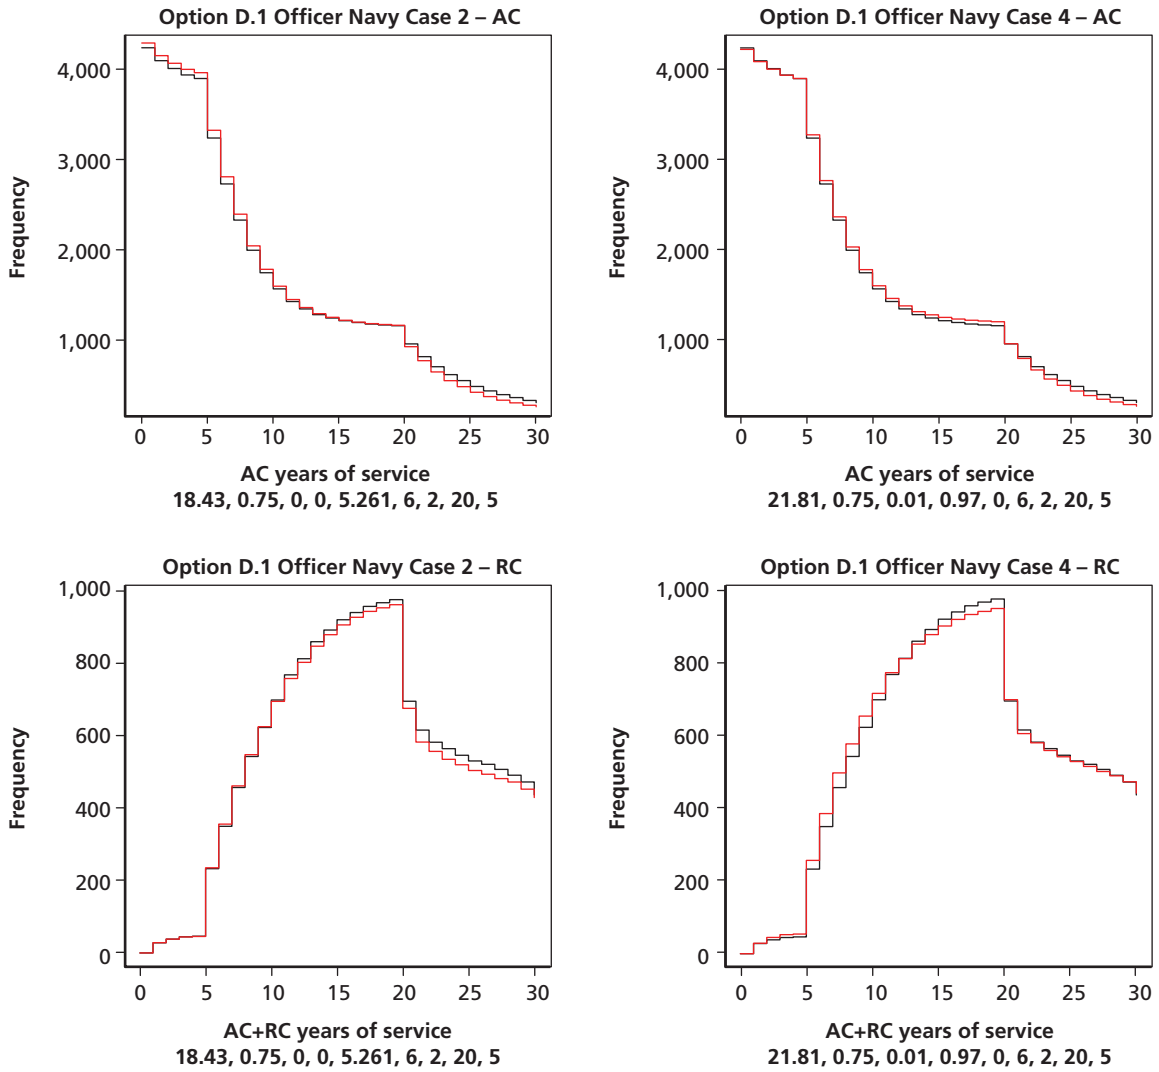 Option D.1 Officer Navy Case 2 – AC
Frequency
4,000
3,000
2,000
1,000
0 5 10 15 20 25 30
AC years of service
18.43, 0.75, 0, 0, 5.261, 6, 2, 20, 5
Option D.1 Officer Navy Case 4 – AC
Frequency
4,000
3,000
2,000
1,000
0 5 10 15 20 25 30
AC years of service
21.81, 0.75, 0.01, 0.97, 0, 6, 2, 20, 5
Option D.1 Officer Navy Case 2 – RC
Frequency
1,000
800
600
400
200
0
0 5 10 15 20 25 30
AC+RC years of service
18.43, 0.75, 0, 0, 5.261, 6, 2, 20, 5
Option D.1 Officer Navy Case 4 – RC
Frequency
1,000
800
600
400
200
0
0 5 10 15 20 25 30
AC+RC years of service
21.81, 0.75, 0.01, 0.97, 0, 6, 2, 20, 5